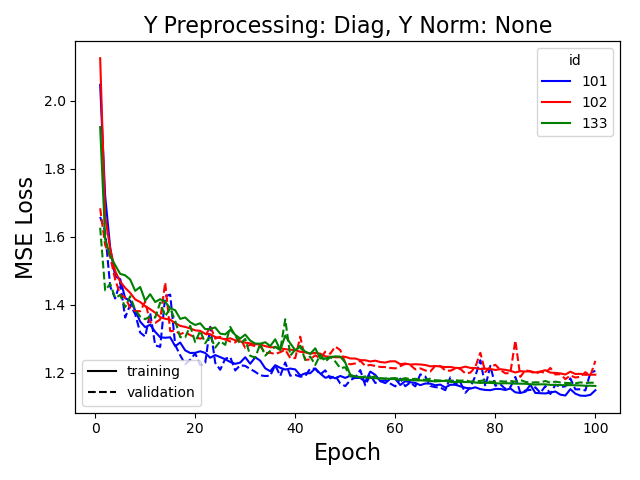 Y Preprocessing: Diag, Y Norm: None
MSE Loss
2.0
1.8
1.6
1.4
1.2
id
101
102
133
training
validation
0
20
40
60
80
100
Epoch